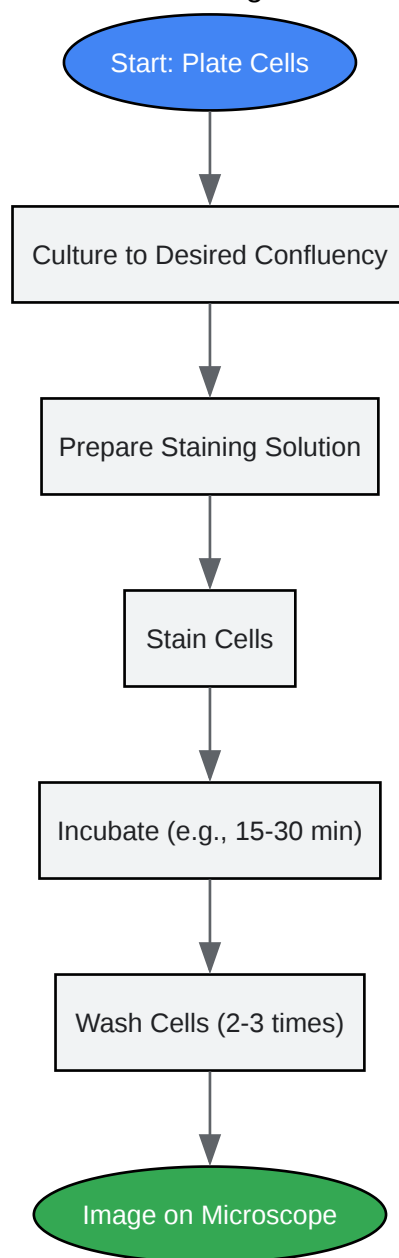 Start: Plate Cells
Culture to Desired Confluency
Prepare Staining Solution
Stain Cells
Incubate (e.g., 15-30 min)
Wash Cells (2-3 times)
Image on Microscope